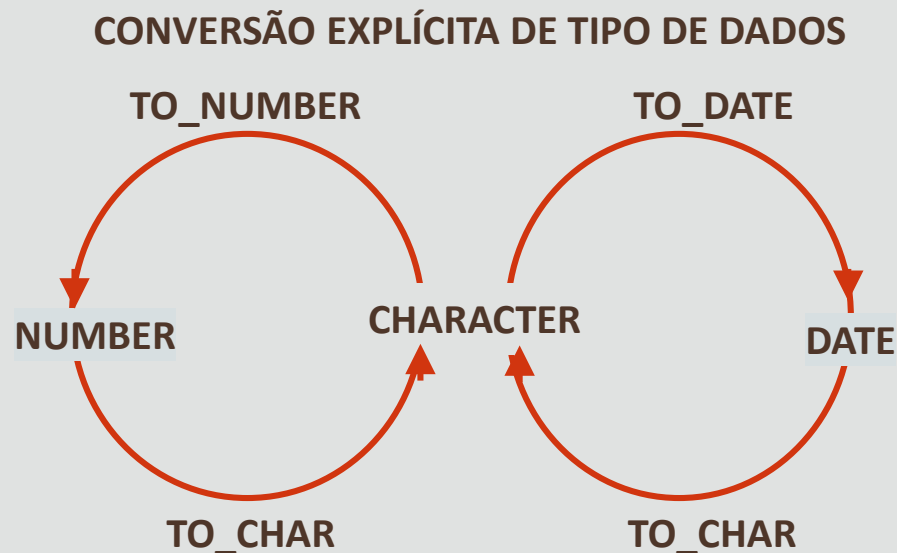 CONVERSÃO EXPLÍCITA DE TIPO DE DADOS
TO_NUMBER
TO_DATE
NUMBER
CHARACTER
DATE
TO_CHAR
TO_CHAR